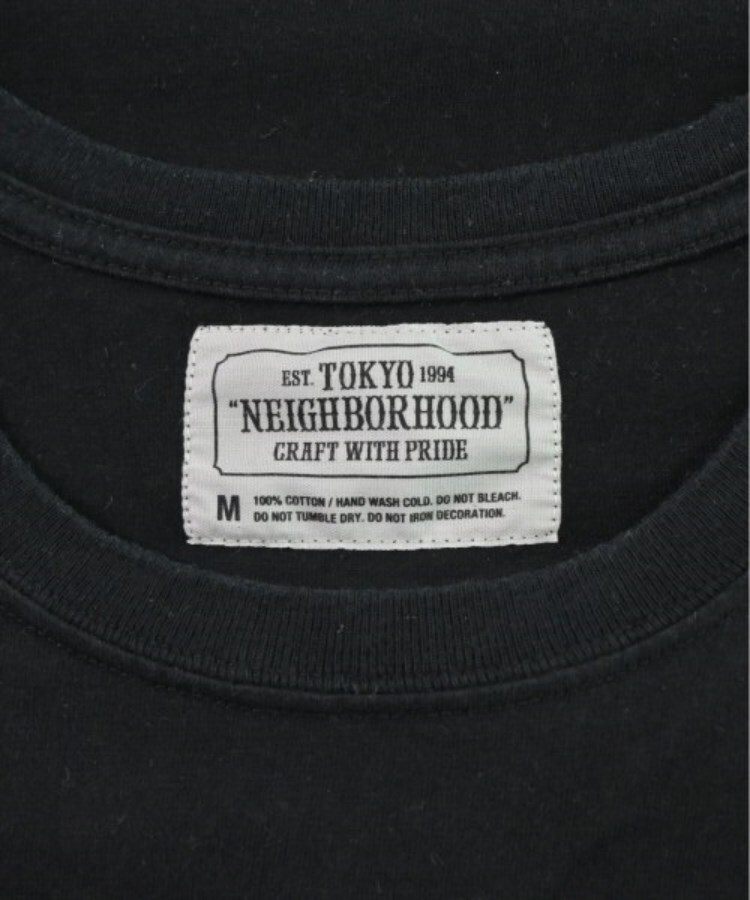 EST. TOKYO 1994
“NEIGHBORHOOD”
CRAFT WITH PRIDE
M 100% COTTON / HAND WASH COLD. DO NOT BLEACH.
DO NOT TUMBLE DRY. DO NOT IRON DECORATION.